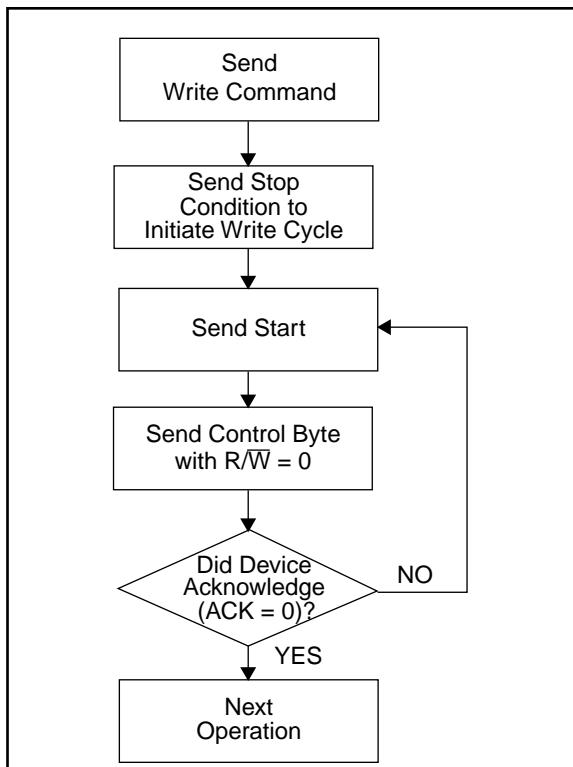 Send
Write Command
Send Stop
Condition to
Initiate Write Cycle
Send Start
Send Control Byte
with R/W̅ = 0
Did Device
Acknowledge
(ACK = 0)?
NO
YES
Next
Operation